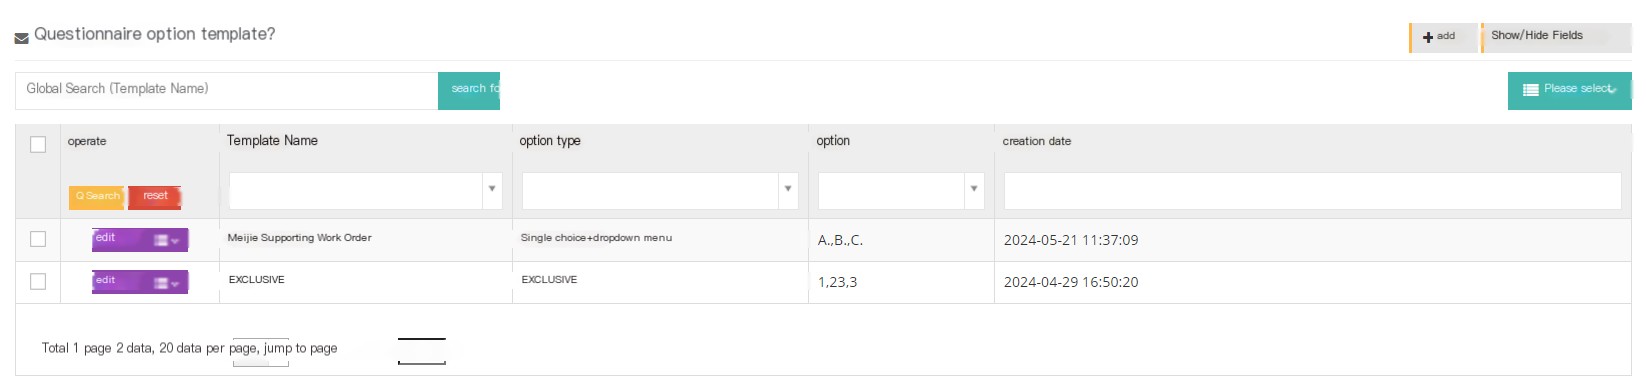 Questionnaire option template?
add
Show/Hide Fields
Global Search (Template Name)
search fo
Please select
operate Template Name option type option creation date
Search reset
edit Meijie Supporting Work Order Single choice+dropdown menu A.,B.,C. 2024-05-21 11:37:09
edit EXCLUSIVE EXCLUSIVE 1,23,3 2024-04-29 16:50:20
Total 1 page 2 data, 20 data per page, jump to page